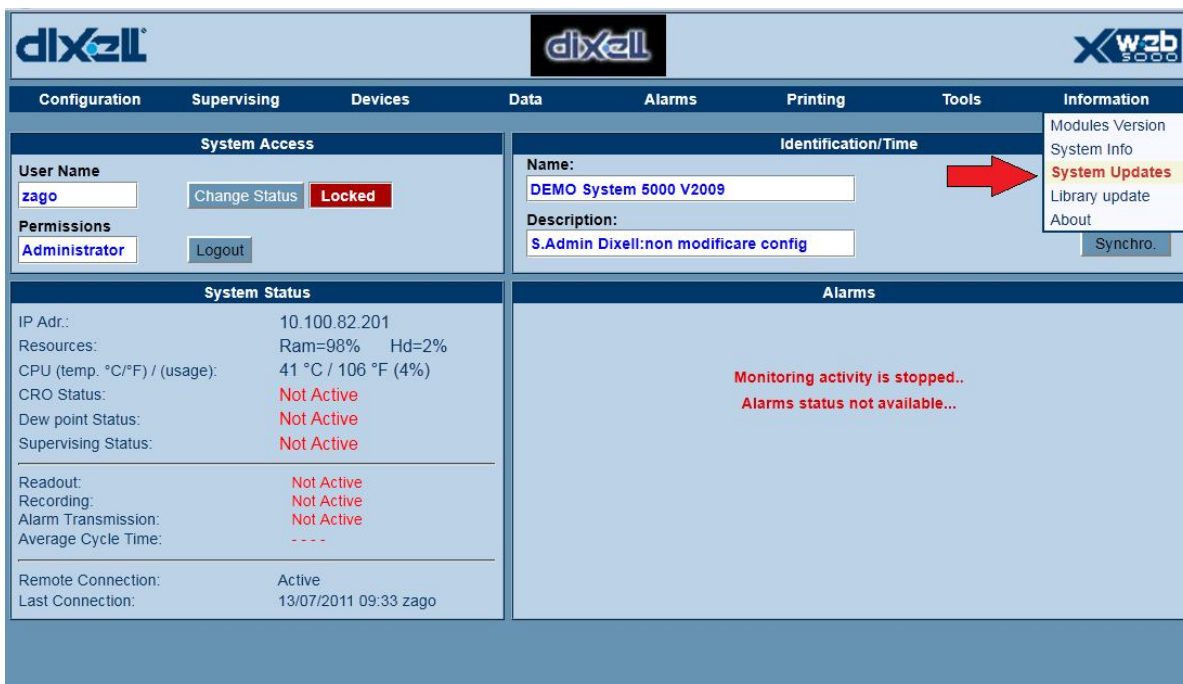 dixell
dixell
Xweb 5000
Configuration Supervising Devices Data Alarms Printing Tools Information
Modules Version
System Info
System Updates
Library update
About
System Access
User Name
zago Change Status Locked
Permissions
Administrator Logout
Identification/Time
Name:
DEMO System 5000 V2009
Description:
S.Admin Dixell:non modificare config
Synchro.
System Status
IP Adr.: 10.100.82.201
Resources: Ram=98% Hd=2%
CPU (temp. °C/°F) / (usage): 41 °C / 106 °F (4%)
CRO Status: Not Active
Dew point Status: Not Active
Supervising Status: Not Active
Readout: Not Active
Recording: Not Active
Alarm Transmission: Not Active
Average Cycle Time: - - - -
Remote Connection: Active
Last Connection: 13/07/2011 09:33 zago
Alarms
Monitoring activity is stopped..
Alarms status not available...